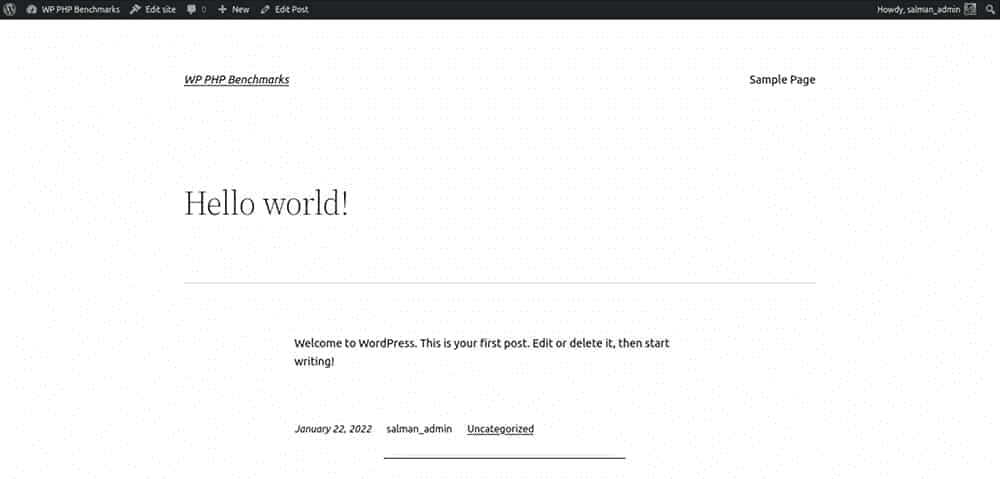 WP PHP Benchmarks Edit site 0 New Edit Post Howdy, salman_admin
WP PHP Benchmarks Sample Page
Hello world!
Welcome to WordPress. This is your first post. Edit or delete it, then start
writing!
January 22, 2022 salman_admin Uncategorized